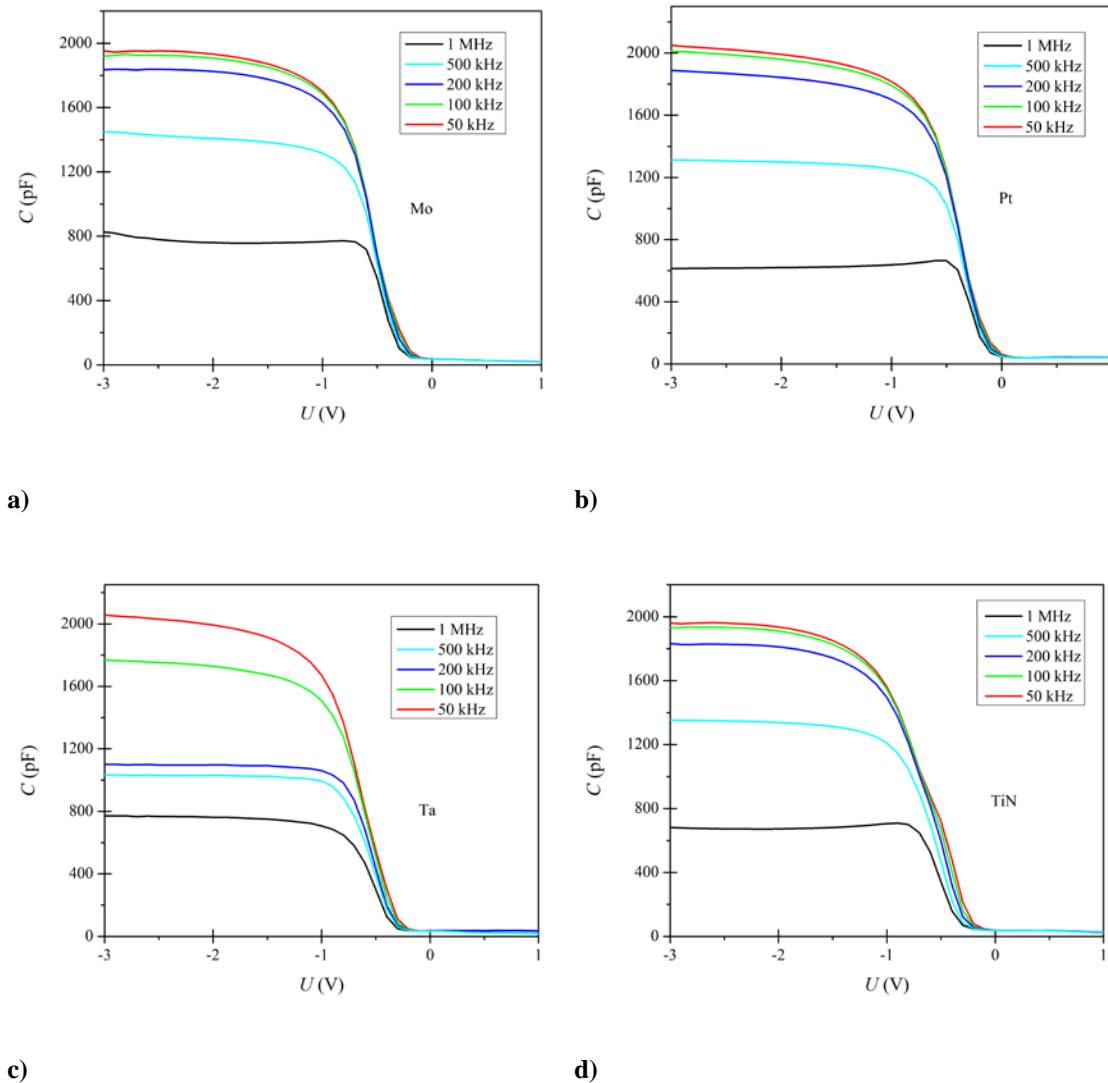 2000
1600
1200
800
400
0
C (pF)
1 MHz
500 kHz
200 kHz
100 kHz
50 kHz
Mo
-3 -2 -1 0 1
U (V)
a)
2000
1600
1200
800
400
0
C (pF)
1 MHz
500 kHz
200 kHz
100 kHz
50 kHz
Pt
-3 -2 -1 0
U (V)
b)
2000
1600
1200
800
400
0
C (pF)
1 MHz
500 kHz
200 kHz
100 kHz
50 kHz
Ta
-3 -2 -1 0 1
U (V)
c)
2000
1600
1200
800
400
0
C (pF)
1 MHz
500 kHz
200 kHz
100 kHz
50 kHz
TiN
-3 -2 -1 0 1
U (V)
d)